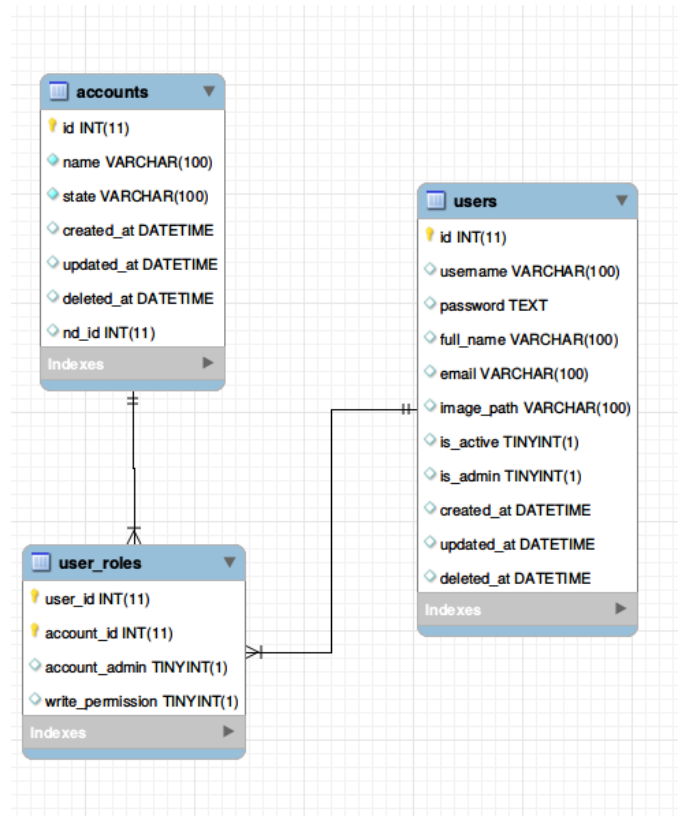 accounts
id INT(11)
name VARCHAR(100)
state VARCHAR(100)
created_at DATETIME
updated_at DATETIME
deleted_at DATETIME
nd_id INT(11)
Indexes
users
id INT(11)
username VARCHAR(100)
password TEXT
full_name VARCHAR(100)
email VARCHAR(100)
image_path VARCHAR(100)
is_active TINYINT(1)
is_admin TINYINT(1)
created_at DATETIME
updated_at DATETIME
deleted_at DATETIME
Indexes
user_roles
user_id INT(11)
account_id INT(11)
account_admin TINYINT(1)
write_permission TINYINT(1)
Indexes